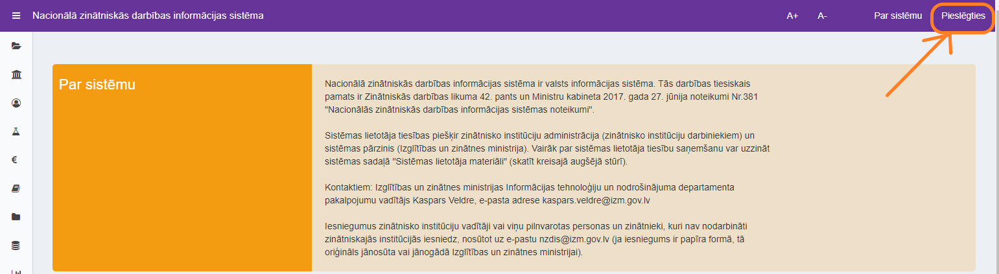 Nacionālā zinātniskās darbības informācijas sistēma
A+
A-
Par sistēmu
Pieslēgties
Par sistēmu
Nacionālā zinātniskās darbības informācijas sistēma ir valsts informācijas sistēma. Tās darbības tiesiskais
pamats ir Zinātniskās darbības likuma 42. pants un Ministru kabineta 2017. gada 27. jūnija noteikumi Nr.381
"Nacionālās zinātniskās darbības informācijas sistēmas noteikumi".
Sistēmas lietotāja tiesības piešķir zinātnisko institūciju administrācija (zinātnisko institūciju darbiniekiem) un
sistēmas pārzinis (Izglītības un zinātnes ministrija). Vairāk par sistēmas lietotāja tiesību saņemšanu var uzzināt
sistēmas sadaļā "Sistēmas lietotāja materiāli" (skatīt kreisajā augšējā stūrī).
Kontaktiem: Izglītības un zinātnes ministrijas Informācijas tehnoloģiju un nodrošinājuma departamenta
pakalpojumu vadītājs Kaspars Veldre, e-pasta adrese kaspars.veldre@izm.gov.lv
Iesniegumus zinātnisko institūciju vadītāji vai viņu pilnvarotas personas un zinātnieki, kuri nav nodarbināti
zinātniskajās institūcijās iesniedz, nosūtot uz e-pastu nzdis@izm.gov.lv (ja iesniegums ir papīra formā, tā
oriģināls jānosūta vai jānogādā Izglītības un zinātnes ministrijai).